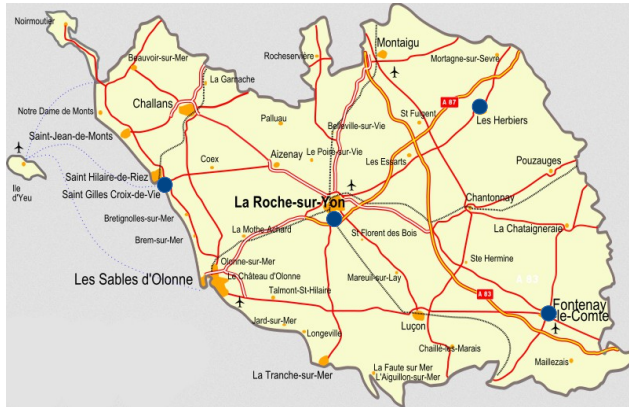 Noirmoutier
Beauvoir-sur-Mer
La Garnache
Rocheservière
Montaigu
Mortagne-sur-Sevre
Notre Dame de Monts
Challans
A 87
Saint-Jean-de-Monts
Palluau
Belleville-sur-Vie
St Fulgent
Les Herbiers
Ile
d'Yeu
Saint Hilaire-de-Riez
Coex
Aizenay
Le Poiré-sur-Vie
Les Essarts
Pouzauges
Saint Gilles Croix-de-Vie
La Roche-sur-Yon
Chantonnay
Bretignolles-sur-Mer
La Mothe-Achard
St Florent des Bois
La Chataigneraie
Brem-sur-Mer
Olonne-sur-Mer
Ste Hermine
Les Sables d'Olonne
Le Château d'Olonne
Mareuil-sur-Lay
A 83
Talmont-St-Hilaire
A 83
Fontenay
-le-Comte
Jard-sur-Mer
Longeville
Luçon
Chaillé-les-Marais
Maillezais
La Tranche-sur-Mer
La Faute sur Mer
L'Aiguillon-sur-Mer